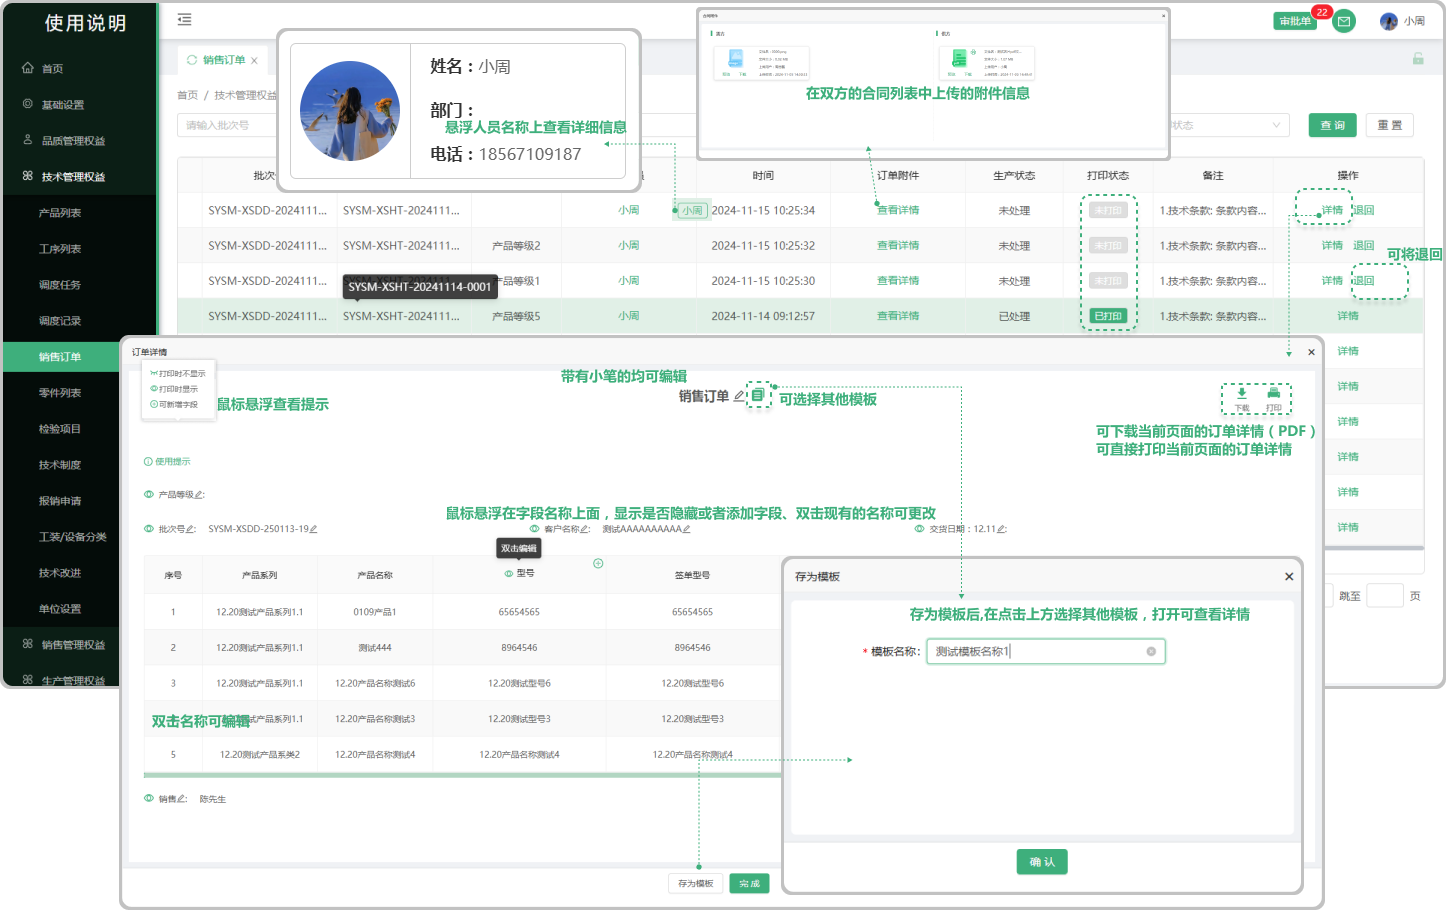 使用说明
首页
基础设置
品质管理权益
技术管理权益
产品列表
工序列表
调度任务
调度记录
销售订单
零件列表
检验项目
技术制度
报销申请
工装/设备分类
技术改进
单位设置
销售管理权益
生产管理权益
审批单
22
小周
销售订单
首页 / 技术管理权益
请输入批次号
状态
查 询
重 置
姓名：小周
部门：
悬浮人员名称上查看详细信息
电话：18567109187
在双方的合同列表中上传的附件信息
批次
时间
订单附件
生产状态
打印状态
备注
操作
SYSM-XSDD-2024111...
SYSM-XSHT-2024111...
小周
小周
2024-11-15 10:25:34
查看详情
未处理
未打印
1.技术条款: 条款内容...
详情
退回
SYSM-XSDD-2024111...
SYSM-XSHT-2024111...
产品等级2
小周
2024-11-15 10:25:32
查看详情
未处理
未打印
1.技术条款: 条款内容...
详情
退回
可将退回
SYSM-XSDD-2024111...
SYSM-XSHT-20241114-0001
产品等级1
小周
2024-11-15 10:25:30
查看详情
未处理
未打印
1.技术条款: 条款内容...
详情
退回
SYSM-XSDD-2024111...
SYSM-XSHT-2024111...
产品等级5
小周
2024-11-14 09:12:57
查看详情
已处理
已打印
1.技术条款: 条款内容...
详情
详情
详情
详情
详情
详情
详情
跳至
页
订单详情
打印时不显示
打印时显示
可新增字段
鼠标悬浮查看提示
带有小笔的均可编辑
销售订单
可选择其他模板
下载
打印
可下载当前页面的订单详情（PDF）
可直接打印当前页面的订单详情
使用提示
产品等级:
鼠标悬浮在字段名称上面，显示是否隐藏或者添加字段、双击现有的名称可更改
批次号:
SYSM-XSDD-250113-19
客户名称:
测试AAAAAAAAAA
交货日期：12.11:
双击编辑
序号
产品系列
产品名称
型号
签单型号
1
12.20测试产品系列1.1
0109产品1
65654565
65654565
2
12.20测试产品系列1.1
测试444
8964546
8964546
3
12.20测试产品系列1.1
12.20产品名称测试6
12.20测试型号6
12.20测试型号6
双击名称可编辑
产品系列1.1
12.20产品名称测试3
12.20测试型号3
12.20测试型号3
5
12.20测试产品系类2
12.20产品名称测试4
12.20产品名称测试4
12.20产品名称测试4
销售:
陈先生
存为模板
完 成
存为模板
存为模板后,在点击上方选择其他模板，打开可查看详情
* 模板名称:
测试模板名称1
确 认